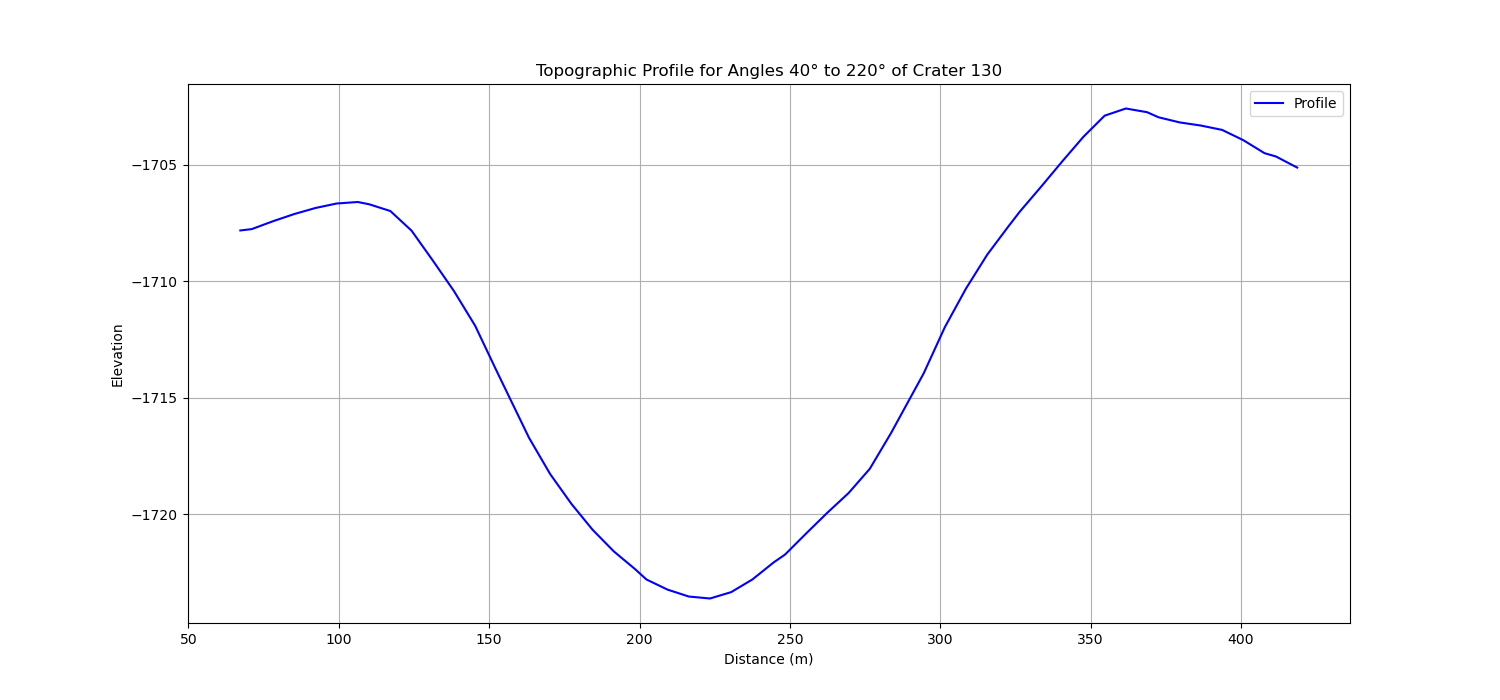 Topographic Profile for Angles 40° to 220° of Crater 130
Profile
−1705
−1710
−1715
−1720
Elevation
50 100 150 200 250 300 350 400
Distance (m)